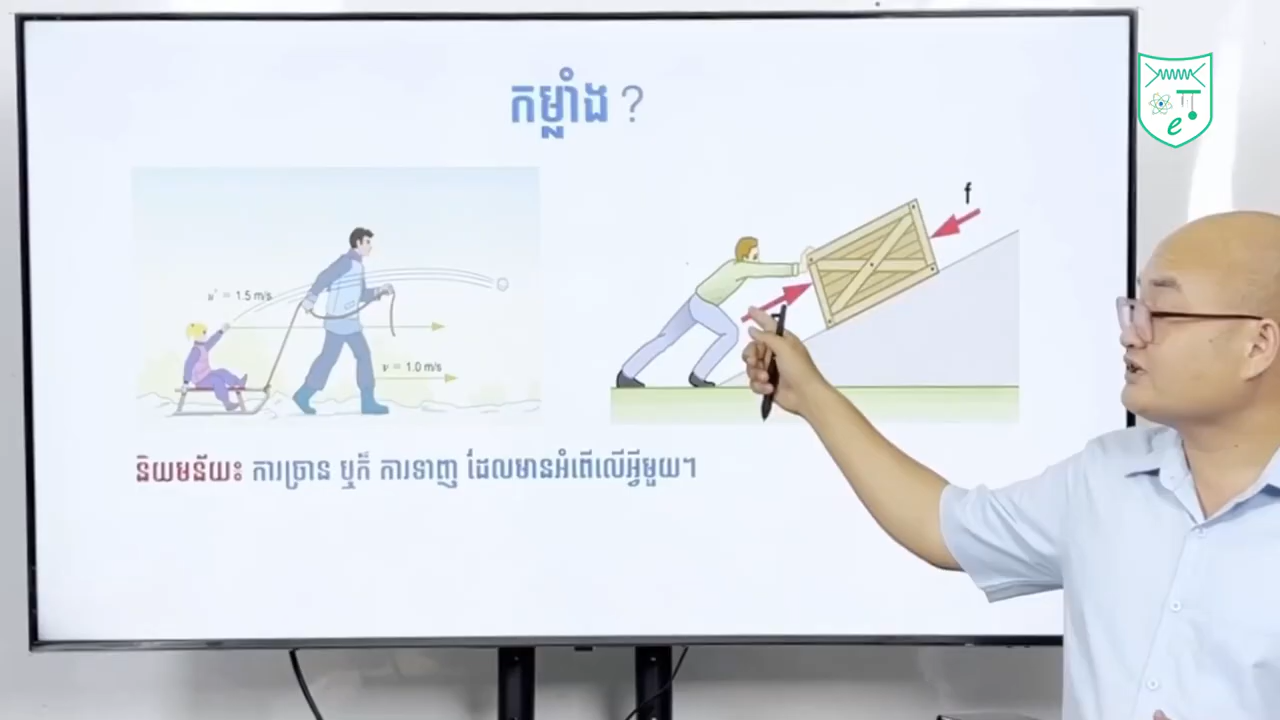 កម្លាំង ?
f
υ' = 1.5 m/s
υ = 1.0 m/s
និយមន័យ៖ ការច្រាន ឬក៏ ការទាញ ដែលមានអំពើលើអ្វីមួយ។
e